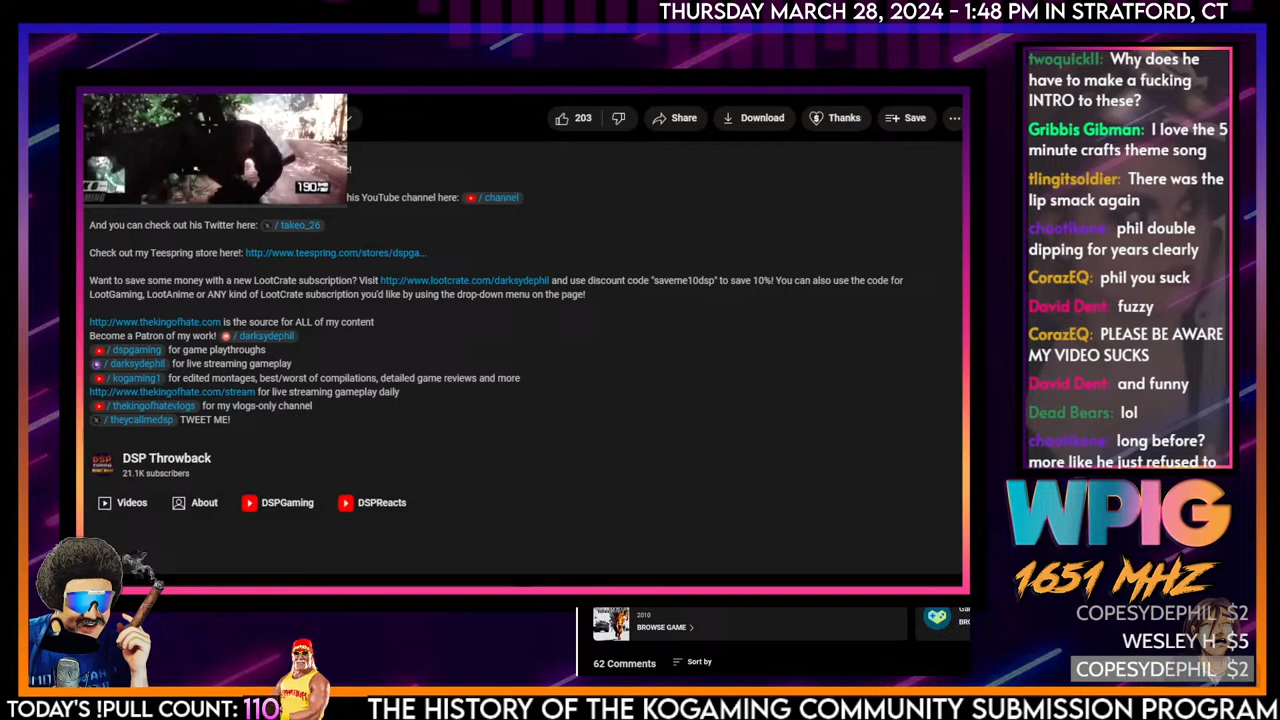 THURSDAY MARCH 28, 2024 - 1:48 PM IN STRATFORD, CT
203
Share
Download
Thanks
Save
190
his YouTube channel here: / channel
And you can check out his Twitter here: / takeo_26
Check out my Teespring store here!: http://www.teespring.com/stores/dspga...
Want to save some money with a new LootCrate subscription? Visit http://www.lootcrate.com/darksydephil and use discount code "saveme10dsp" to save 10%! You can also use the code for
LootGaming, LootAnime or ANY kind of LootCrate subscription you'd like by using the drop-down menu on the page!
http://www.thekingofhate.com is the source for ALL of my content
Become a Patron of my work! / darksydephil
/ dspgaming for game playthroughs
/ darksydephil for live streaming gameplay
/ kogaming1 for edited montages, best/worst of compilations, detailed game reviews and more
http://www.thekingofhate.com/stream for live streaming gameplay daily
/ thekingofhatevlogs for my vlogs-only channel
/ theycallmedsp TWEET ME!
DSP Throwback
21.1K subscribers
Videos
About
DSPGaming
DSPReacts
2010
BROWSE GAME
62 Comments
Sort by
twoquickll: Why does he
have to make a fucking
INTRO to these?
Gribbis Gibman: I love the 5
minute crafts theme song
tlingitsoldier: There was the
lip smack again
chaotikone: phil double
dipping for years clearly
CorazEQ: phil you suck
David Dent: fuzzy
CorazEQ: PLEASE BE AWARE
MY VIDEO SUCKS
David Dent: and funny
Dead Bears: lol
chaotikone: long before?
more like he just refused to
WPIG
1651 MHZ
COPESYDEPHIL $2
WESLEY H $5
COPESYDEPHIL $2
TODAY'S !PULL COUNT: 110
THE HISTORY OF THE KOGAMING COMMUNITY SUBMISSION PROGRAM